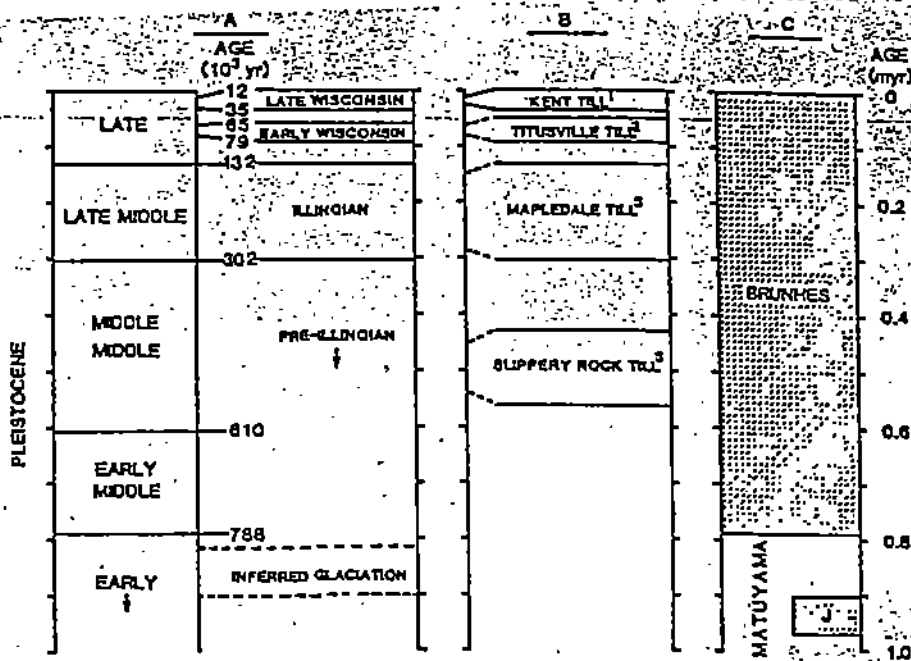 A
B
C
AGE
(10³ yr)
AGE
(myr)
PLEISTOCENE
LATE
LATE MIDDLE
MIDDLE
MIDDLE
EARLY
MIDDLE
EARLY
12
35
65
79
132
302
610
788
LATE WISCONSIN
EARLY WISCONSIN
ILLINOIAN
PRE-ILLINOIAN
INFERRED GLACIATION
KENT TILL¹
TITUSVILLE TILL²
MAPLEDALE TILL³
SLIPPERY ROCK TILL³
BRUNHES
MATUYAMA
J
0
0.2
0.4
0.6
0.8
1.0